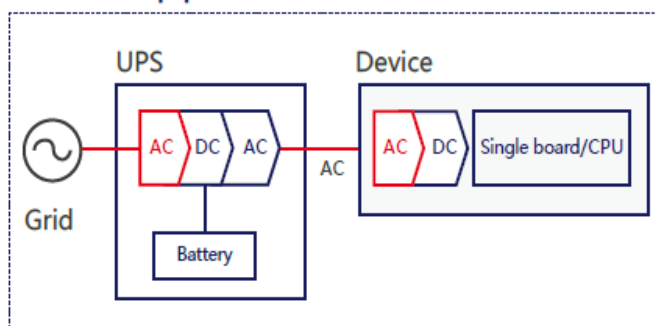 UPS
Device
AC DC AC
AC DC Single board/CPU
AC
Grid
Battery